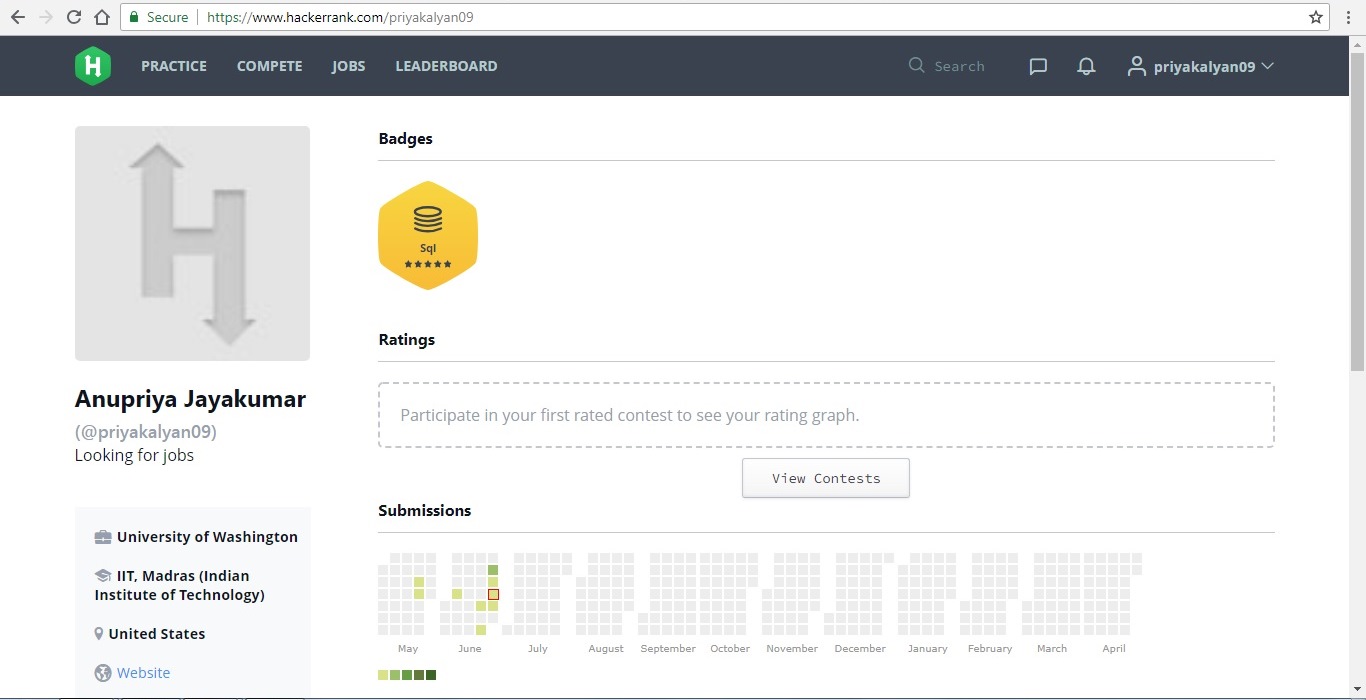 Secure | https://www.hackerrank.com/priyakalyan09
H PRACTICE COMPETE JOBS LEADERBOARD Search priyakalyan09
Badges
Sql
Ratings
Participate in your first rated contest to see your rating graph.
View Contests
Submissions
May June July August September October November December January February March April
Anupriya Jayakumar
(@priyakalyan09)
Looking for jobs
University of Washington
IIT, Madras (Indian
Institute of Technology)
United States
Website